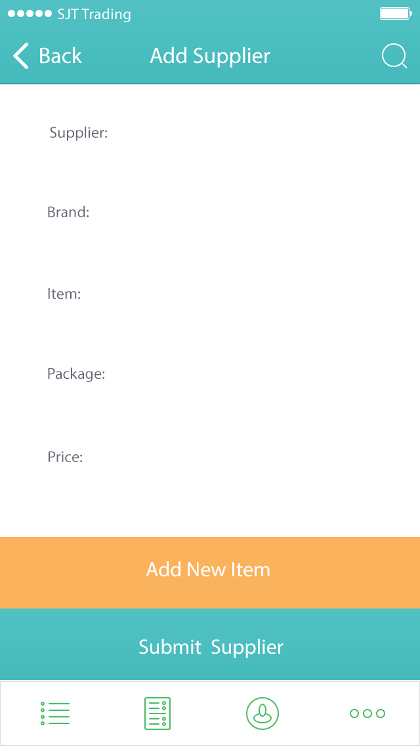 SJT Trading
Back Add Supplier
Supplier:
Brand:
Item:
Package:
Price:
Add New Item
Submit Supplier